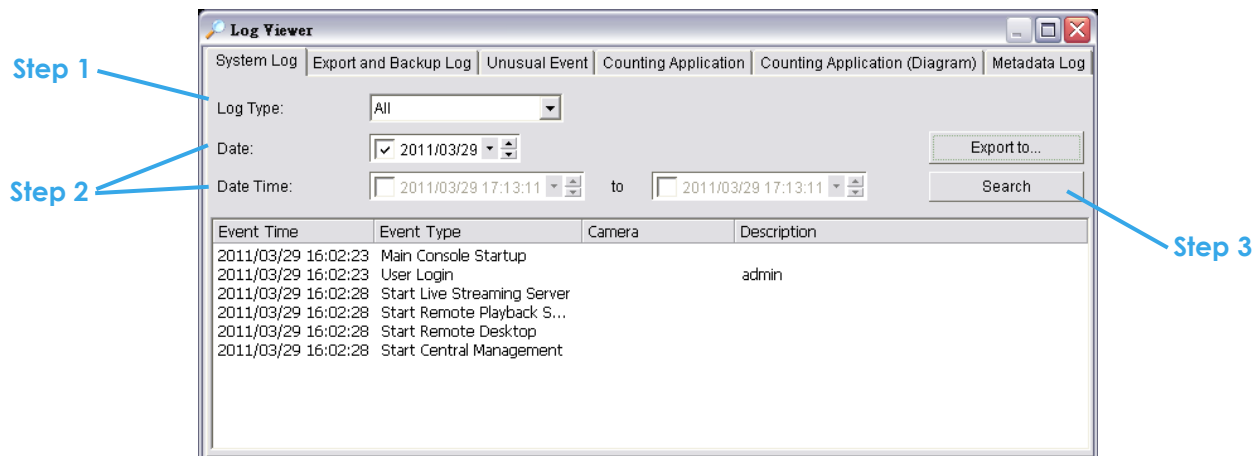 Log Viewer
System Log Export and Backup Log Unusual Event Counting Application Counting Application (Diagram) Metadata Log
Step 1
Log Type: All
Date: 2011/03/29 Export to...
Step 2
Date Time: 2011/03/29 17:13:11 to 2011/03/29 17:13:11 Search
Step 3
Event Time Event Type Camera Description
2011/03/29 16:02:23 Main Console Startup
2011/03/29 16:02:23 User Login admin
2011/03/29 16:02:28 Start Live Streaming Server
2011/03/29 16:02:28 Start Remote Playback S...
2011/03/29 16:02:28 Start Remote Desktop
2011/03/29 16:02:28 Start Central Management